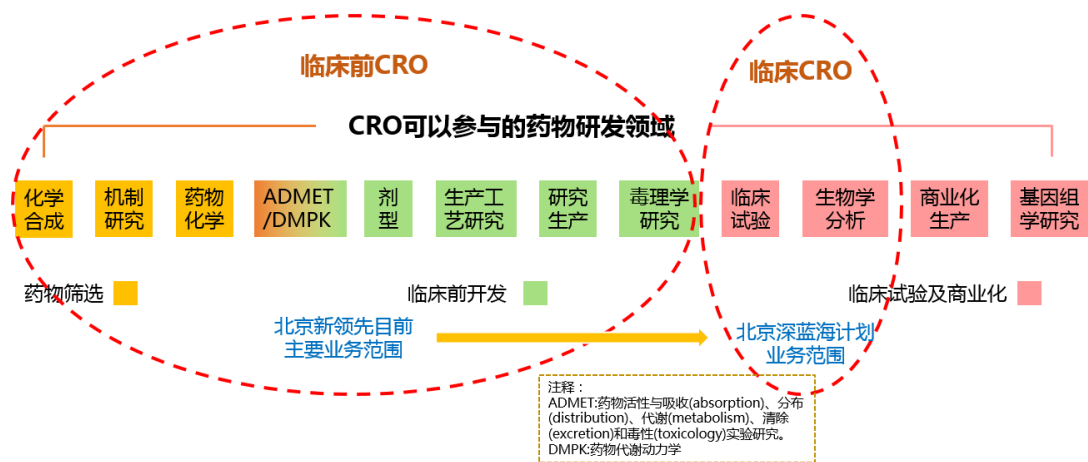 临床前CRO
临床CRO
CRO可以参与的药物研发领域
化学
合成
机制
研究
药物
化学
ADMET
/DMPK
剂
型
生产工
艺研究
研究
生产
毒理学
研究
临床
试验
生物学
分析
商业化
生产
基因组
学研究
药物筛选
临床前开发
临床试验及商业化
北京新领先目前
主要业务范围
北京深蓝海计划
业务范围
注释：
ADMET:药物活性与吸收(absorption)、分布
(distribution)、代谢(metabolism)、清除
(excretion)和毒性(toxicology)实验研究。
DMPK:药物代谢动力学